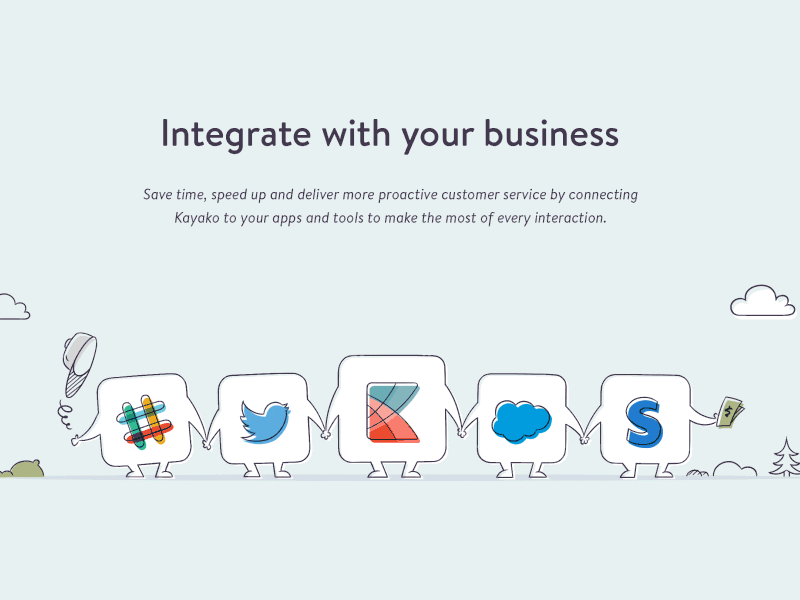 Integrate with your business
Save time, speed up and deliver more proactive customer service by connecting
Kayako to your apps and tools to make the most of every interaction.
K
S
$